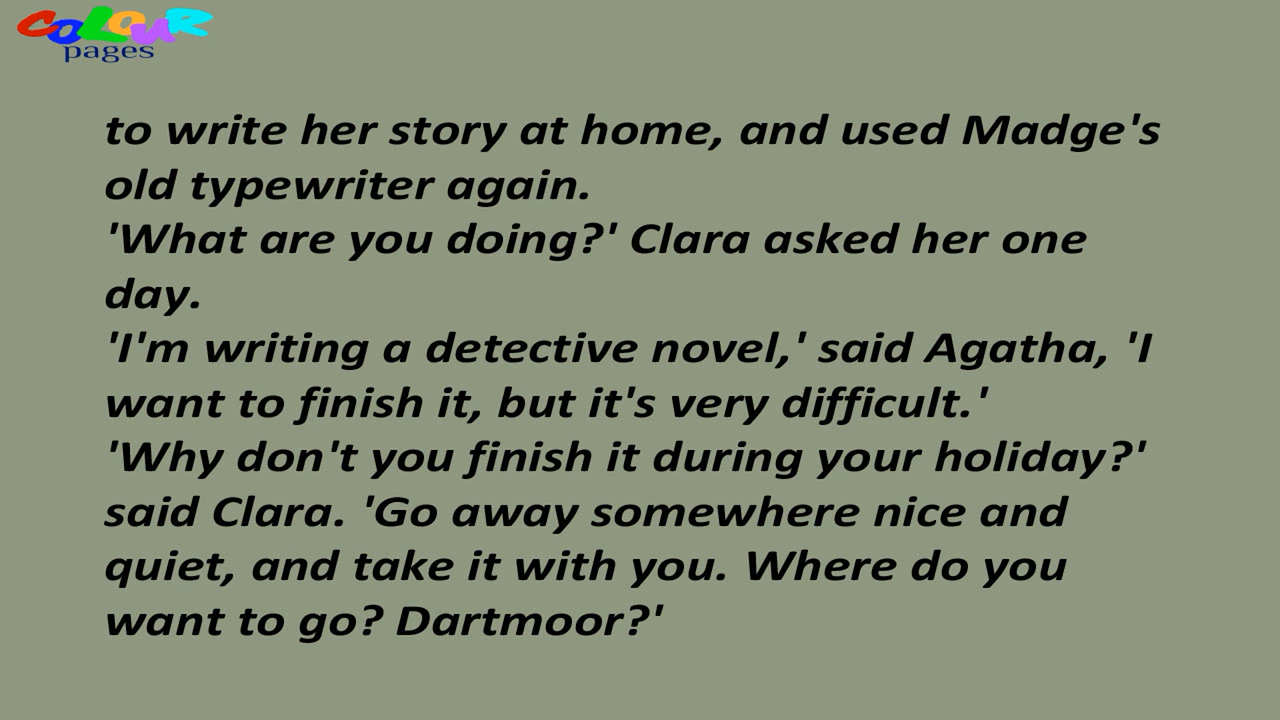 COLOUR
pages
to write her story at home, and used Madge's
old typewriter again.
'What are you doing?' Clara asked her one
day.
'I'm writing a detective novel,' said Agatha, 'I
want to finish it, but it's very difficult.'
'Why don't you finish it during your holiday?'
said Clara. 'Go away somewhere nice and
quiet, and take it with you. Where do you
want to go? Dartmoor?'